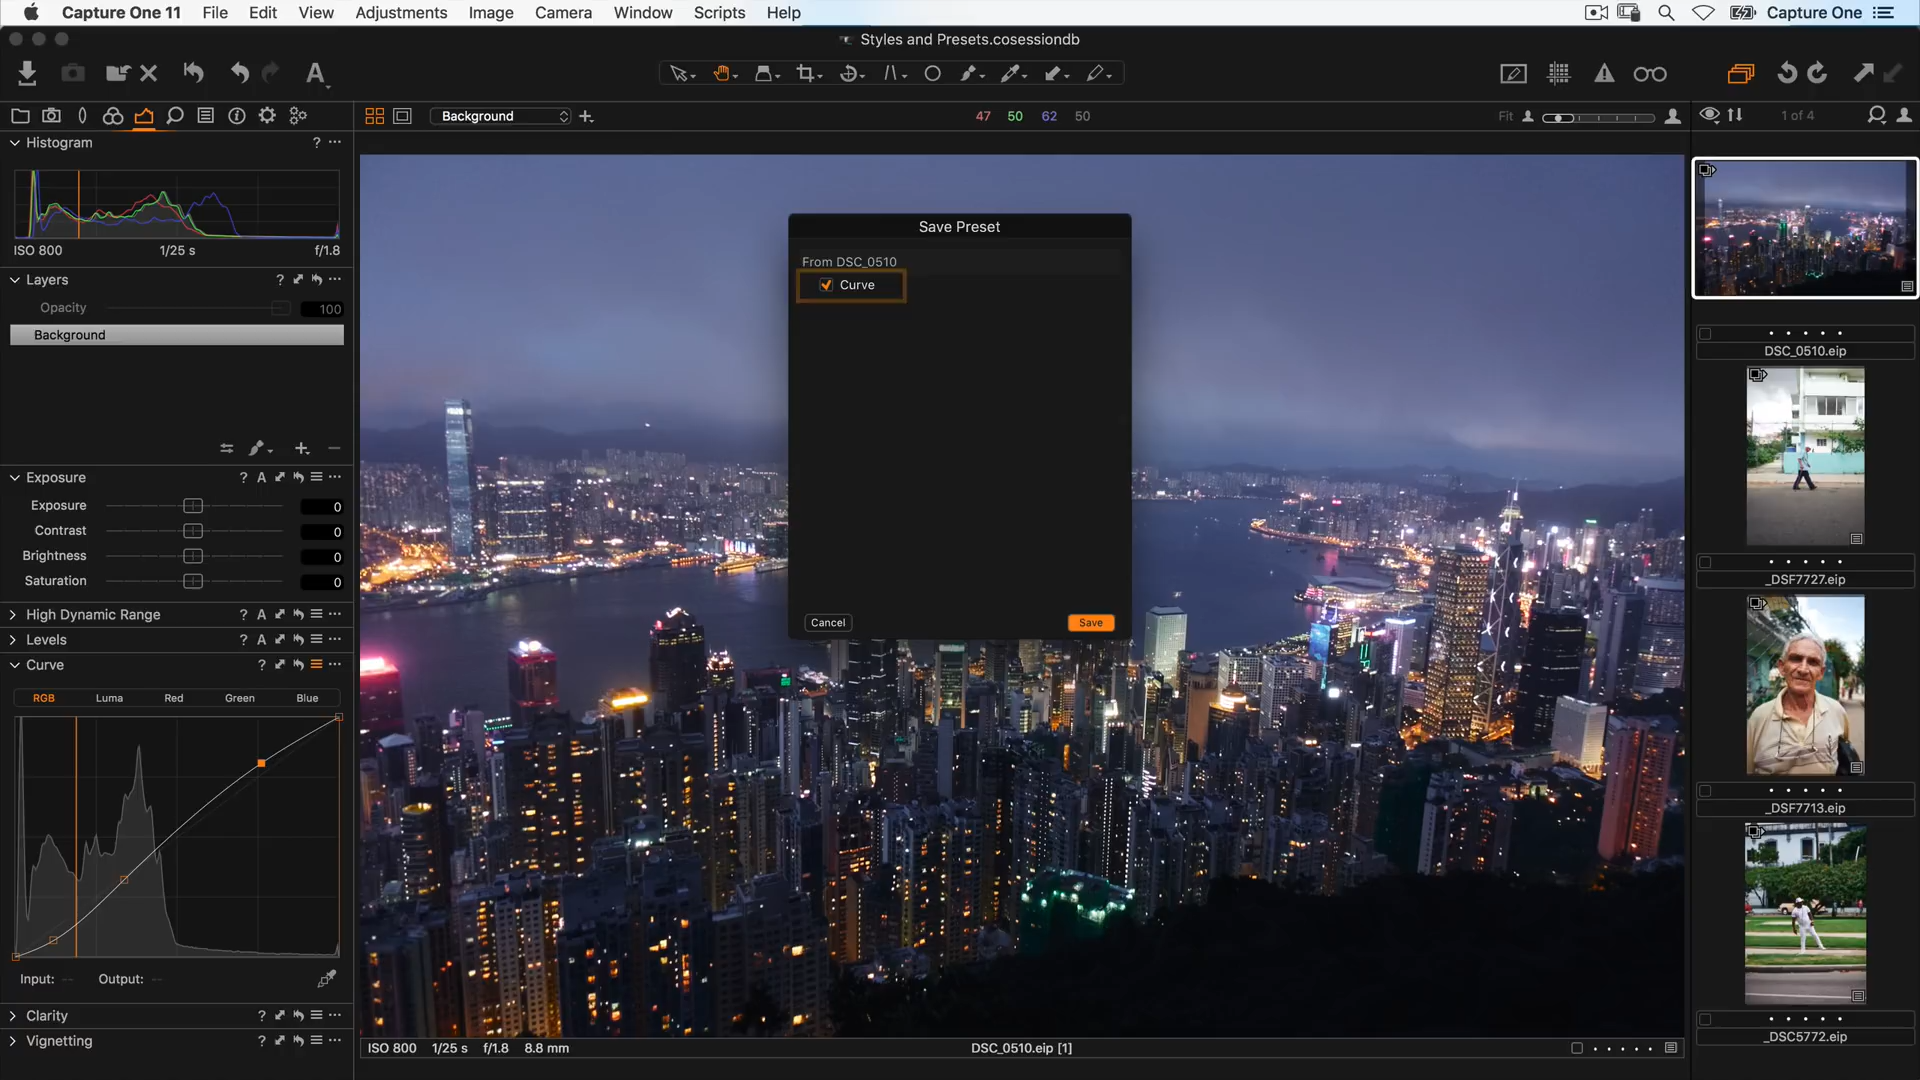 Capture One 11 File Edit View Adjustments Image Camera Window Scripts Help Capture One
Styles and Presets.cosessiondb
A
Background 47 50 62 50 Fit 1 of 4
Histogram ?
ISO 800 1/25 s f/1.8
Layers ?
Opacity 100
Background
Exposure ? A
Exposure 0
Contrast 0
Brightness 0
Saturation 0
High Dynamic Range ? A
Levels ? A
Curve ?
RGB Luma Red Green Blue
Input: -- Output: --
Clarity ?
Vignetting ?
Save Preset
From DSC_0510
Curve
Cancel Save
ISO 800 1/25 s f/1.8 8.8 mm DSC_0510.eip [1]
DSC_0510.eip
_DSF7727.eip
_DSF7713.eip
_DSC5772.eip